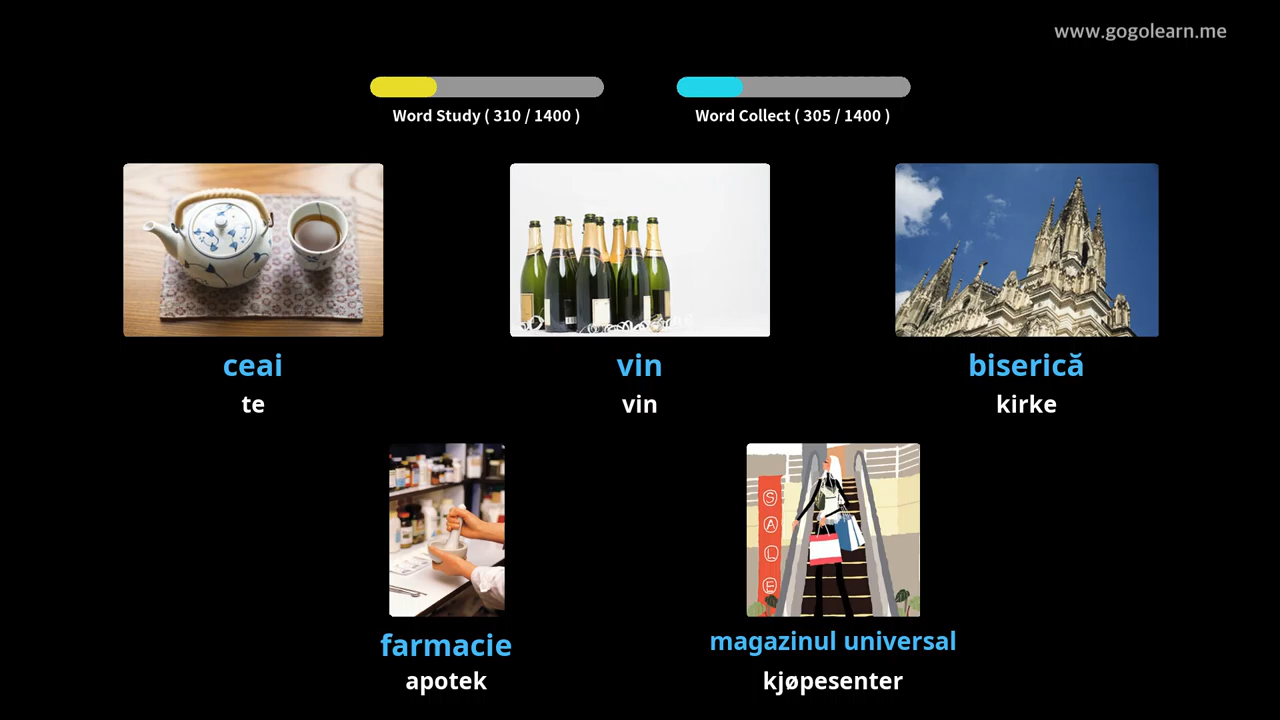 www.gogolearn.me
Word Study ( 310 / 1400 )
Word Collect ( 305 / 1400 )
ceai
te
vin
vin
biserică
kirke
SALE
farmacie
apotek
magazinul universal
kjøpesenter